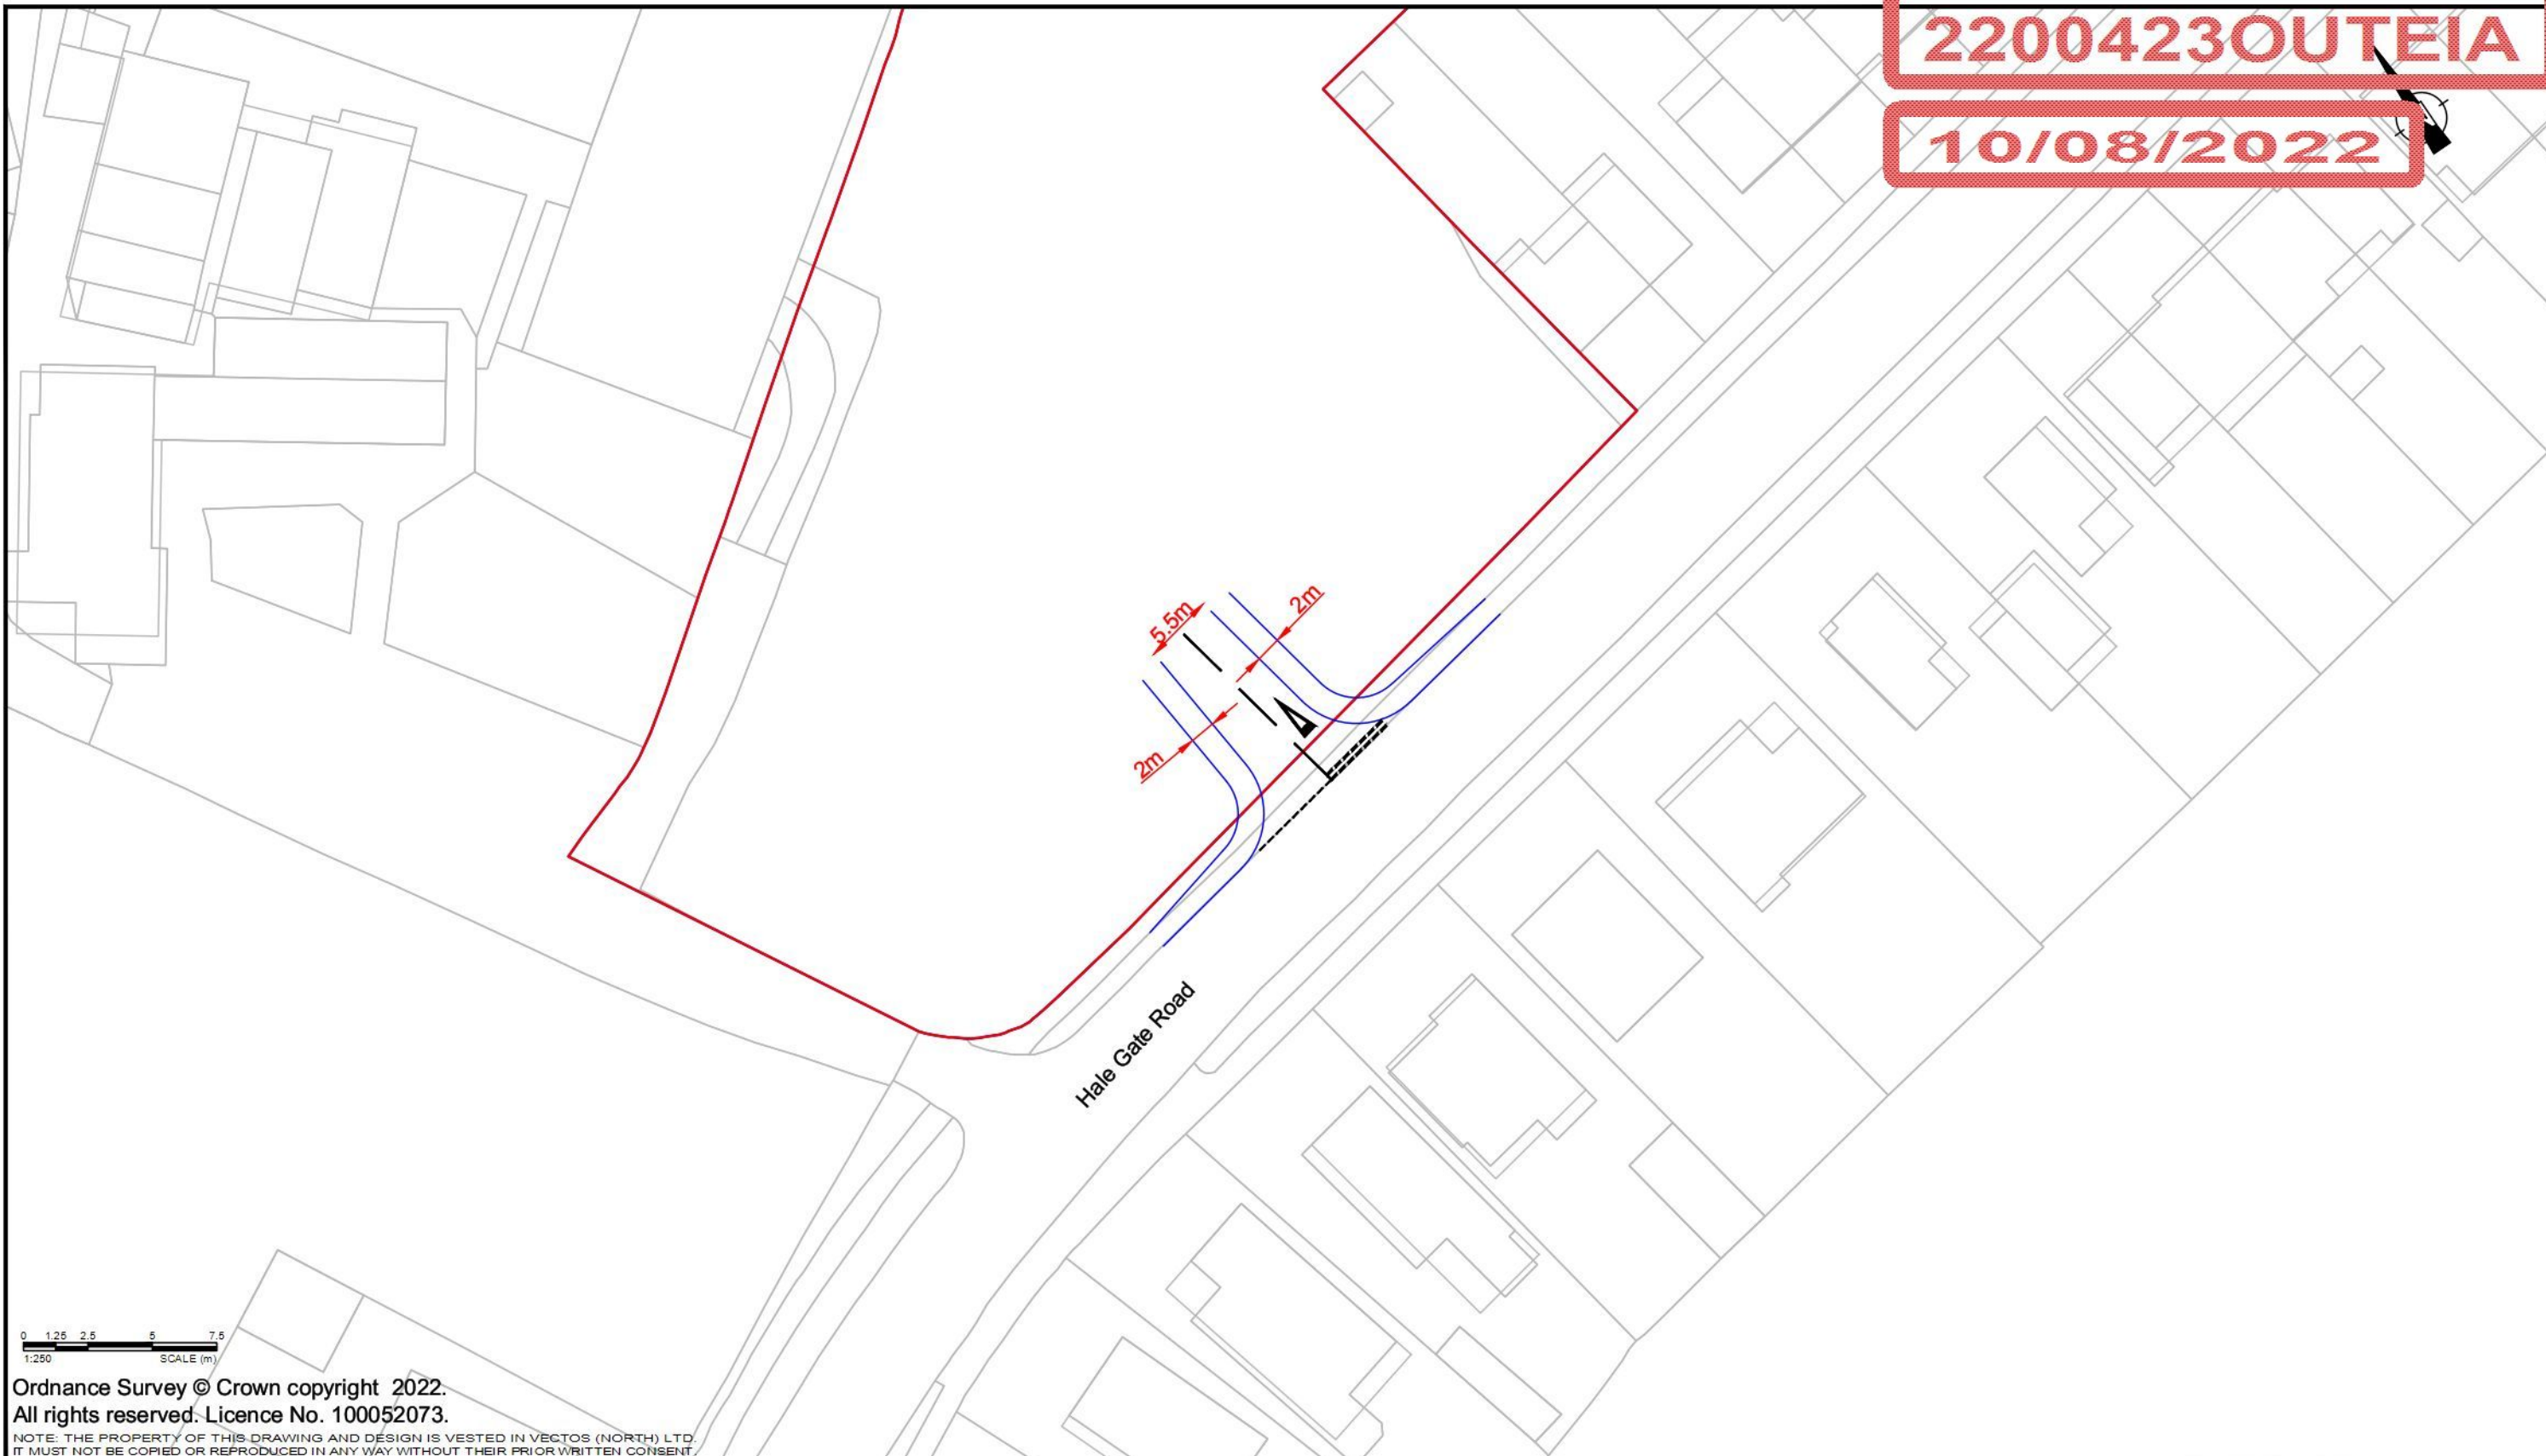 2200423OUTEIA
10/08/2022
5.5m
2m
2m
Hale Gate Road
0 1.25 2.5 5 7.5
1:250 SCALE (m)
Ordnance Survey © Crown copyright 2022.
All rights reserved. Licence No. 100052073.
NOTE: THE PROPERTY OF THIS DRAWING AND DESIGN IS VESTED IN VECTOS (NORTH) LTD.
IT MUST NOT BE COPIED OR REPRODUCED IN ANY WAY WITHOUT THEIR PRIOR WRITTEN CONSENT.